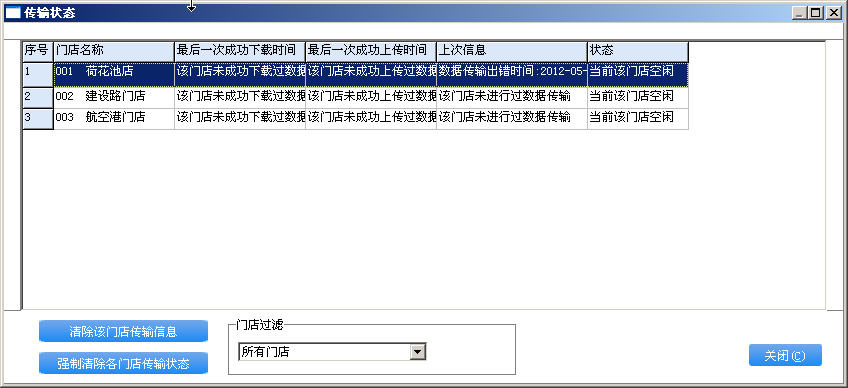 传输状态
序号 门店名称 最后一次成功下载时间 最后一次成功上传时间 上次信息 状态
1 001 荷花池店 该门店未成功下载过数据 该门店未成功上传过数据 数据传输出错时间:2012-05- 当前该门店空闲
2 002 建设路门店 该门店未成功下载过数据 该门店未成功上传过数据 该门店未进行过数据传输 当前该门店空闲
3 003 航空港门店 该门店未成功下载过数据 该门店未成功上传过数据 该门店未进行过数据传输 当前该门店空闲
清除该门店传输信息
强制清除各门店传输状态
门店过滤
所有门店
关闭(C)